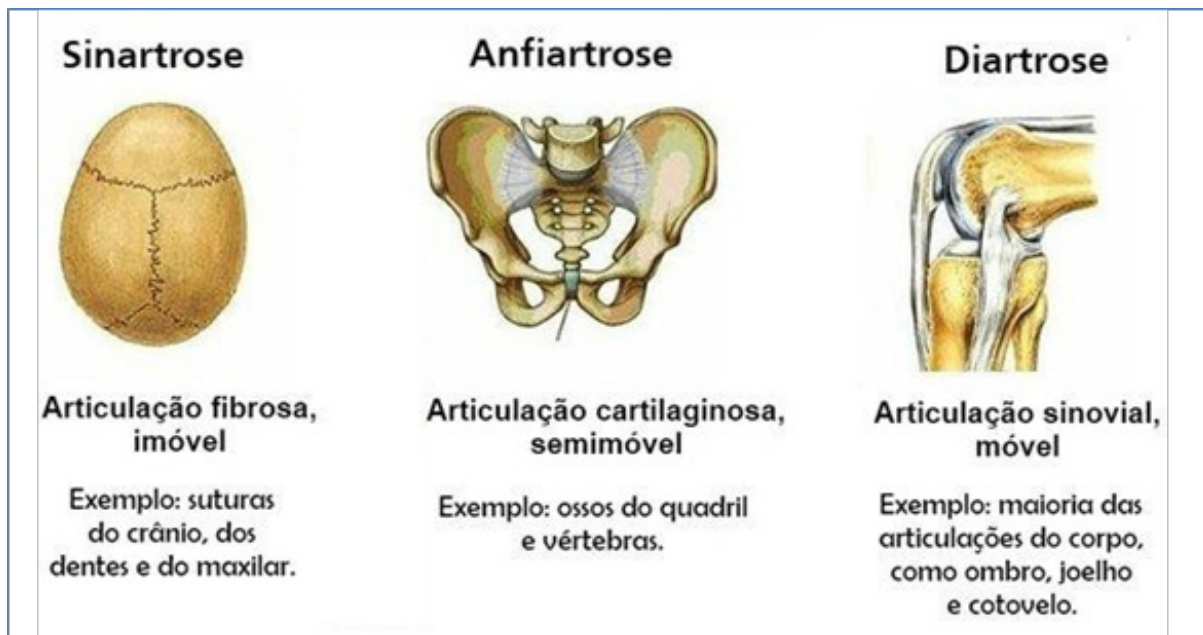 Sinartrose
Articulação fibrosa,
imóvel
Exemplo: suturas
do crânio, dos
dentes e do maxilar.
Anfiartrose
Articulação cartilaginosa,
semimóvel
Exemplo: ossos do quadril
e vértebras.
Diartrose
Articulação sinovial,
móvel
Exemplo: maioria das
articulações do corpo,
como ombro, joelho
e cotovelo.